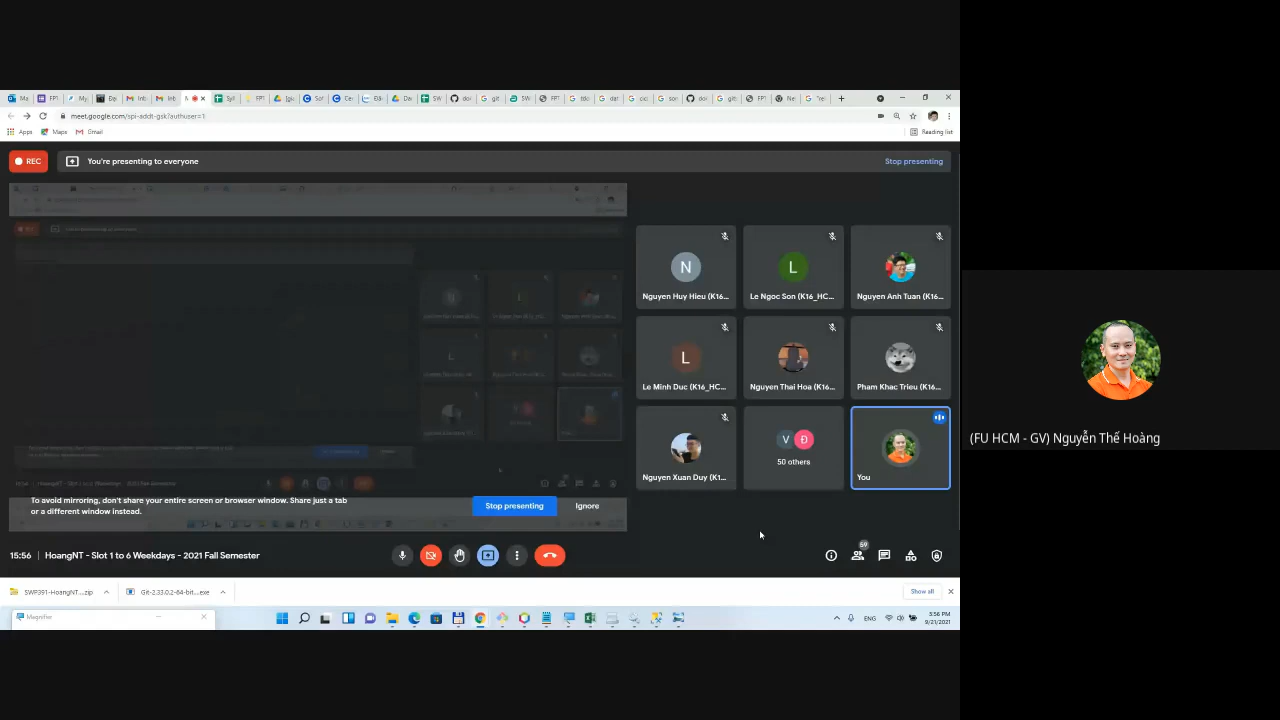 Apps
Maps
Gmail
Reading list
meet.google.com/spi-addt-gsk?authuser=1
REC
You're presenting to everyone
Stop presenting
N
Nguyen Huy Hieu (K16...
L
Le Ngoc Son (K16_HC...
Nguyen Anh Tuan (K16...
L
Le Minh Duc (K16_HC...
Nguyen Thai Hoa (K16...
Pham Khac Trieu (K16...
Nguyen Xuan Duy (K1...
V Đ
50 others
You
To avoid mirroring, don't share your entire screen or browser window. Share just a tab
or a different window instead.
Stop presenting
Ignore
15:56
HoangNT - Slot 1 to 6 Weekdays - 2021 Fall Semester
59
SWP391-HoangNT....zip
Git-2.33.0.2-64-bit....exe
Show all
Magnifier
ENG
5:56 PM
9/21/2021
(FU HCM - GV) Nguyễn Thế Hoàng